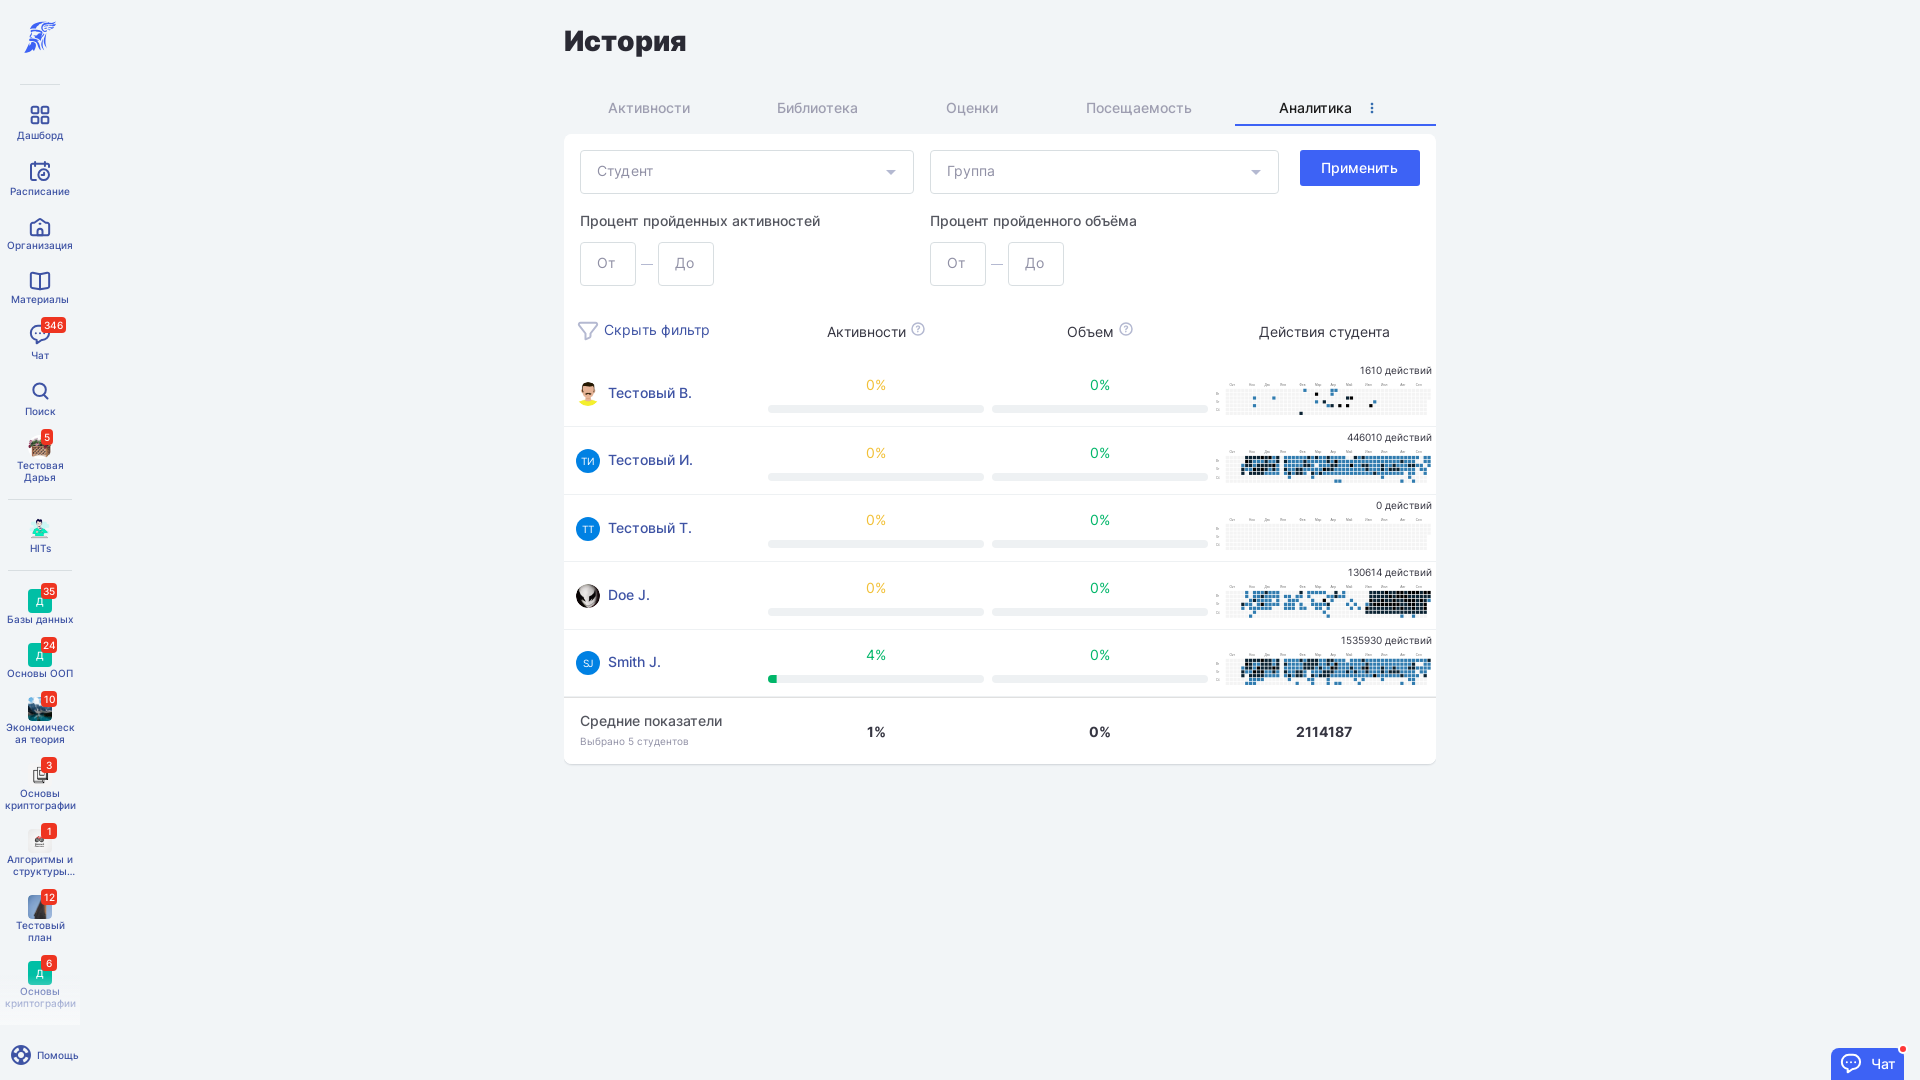 История
Активности
Библиотека
Оценки
Посещаемость
Аналитика
Студент
Группа
Применить
Процент пройденных активностей
Процент пройденного объёма
От — До
От — До
Скрыть фильтр
Активности
Объем
Действия студента
Тестовый В.
0%
0%
1610 действий
ТИ
Тестовый И.
0%
0%
446010 действий
ТТ
Тестовый Т.
0%
0%
0 действий
Doe J.
0%
0%
130614 действий
SJ
Smith J.
4%
0%
1535930 действий
Средние показатели
Выбрано 5 студентов
1%
0%
2114187
Дашборд
Расписание
Организация
Материалы
346
Чат
Поиск
5
Тестовая
Дарья
HITs
35
Д
Базы данных
24
Д
Основы ООП
10
Экономическ
ая теория
3
Основы
криптографии
1
Алгоритмы и
структуры...
12
Тестовый
план
6
Д
Основы
криптографии
Помощь
Чат